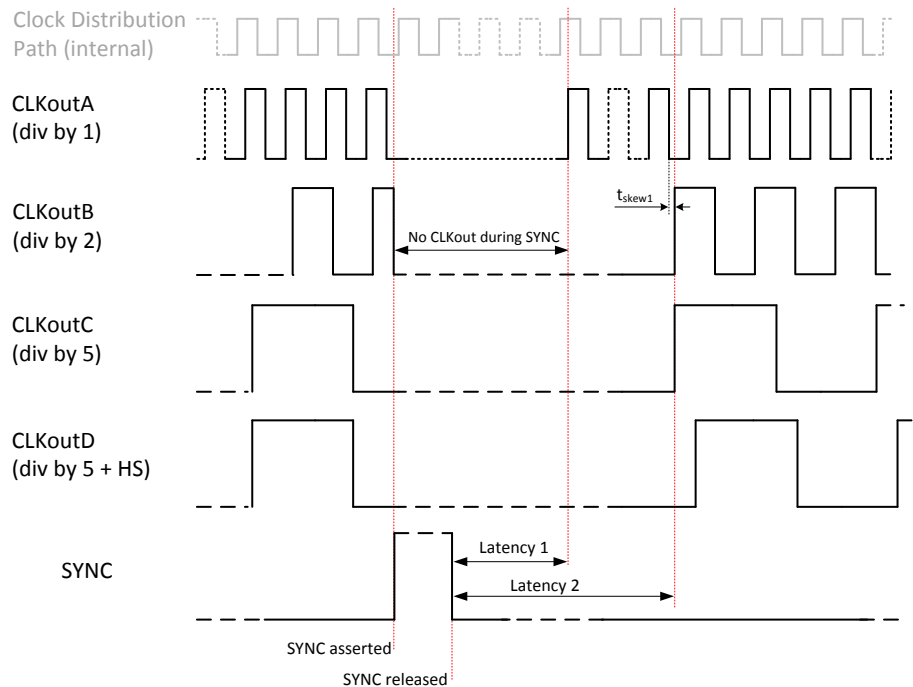 Clock Distribution
Path (internal)
CLKoutA
(div by 1)
CLKoutB
(div by 2)
tskew1
No CLKout during SYNC
CLKoutC
(div by 5)
CLKoutD
(div by 5 + HS)
SYNC
Latency 1
Latency 2
SYNC asserted
SYNC released